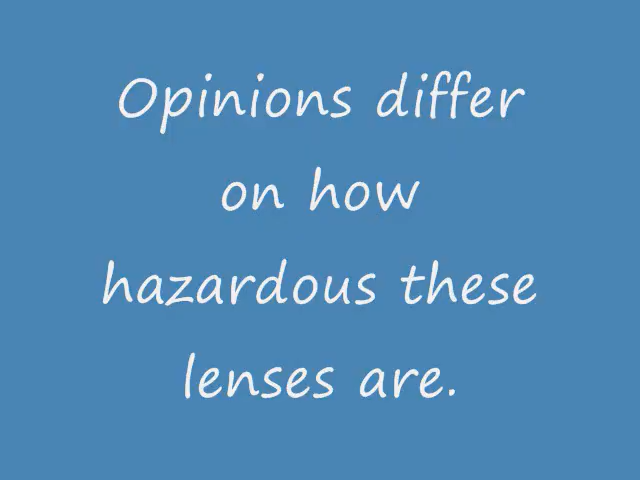 Opinions differ
on how
hazardous these
lenses are.